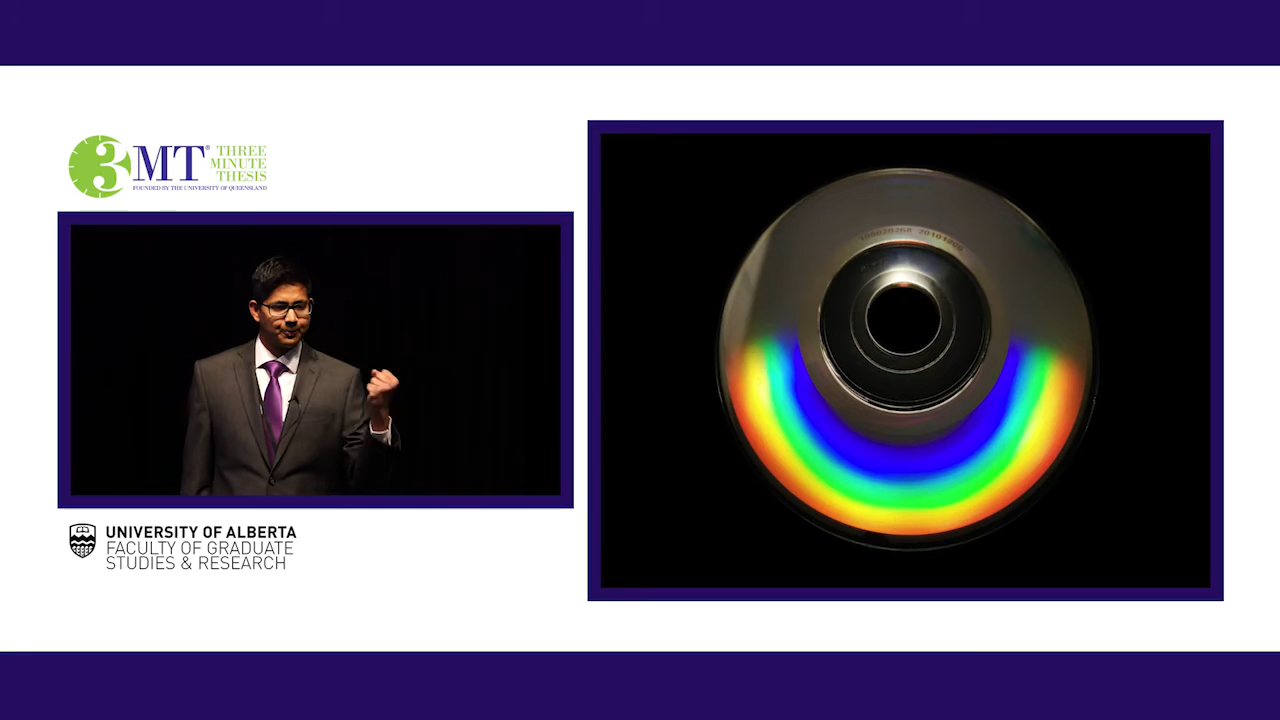 3MT® THREE
MINUTE
THESIS
FOUNDED BY THE UNIVERSITY OF QUEENSLAND
UNIVERSITY OF ALBERTA
FACULTY OF GRADUATE
STUDIES & RESEARCH